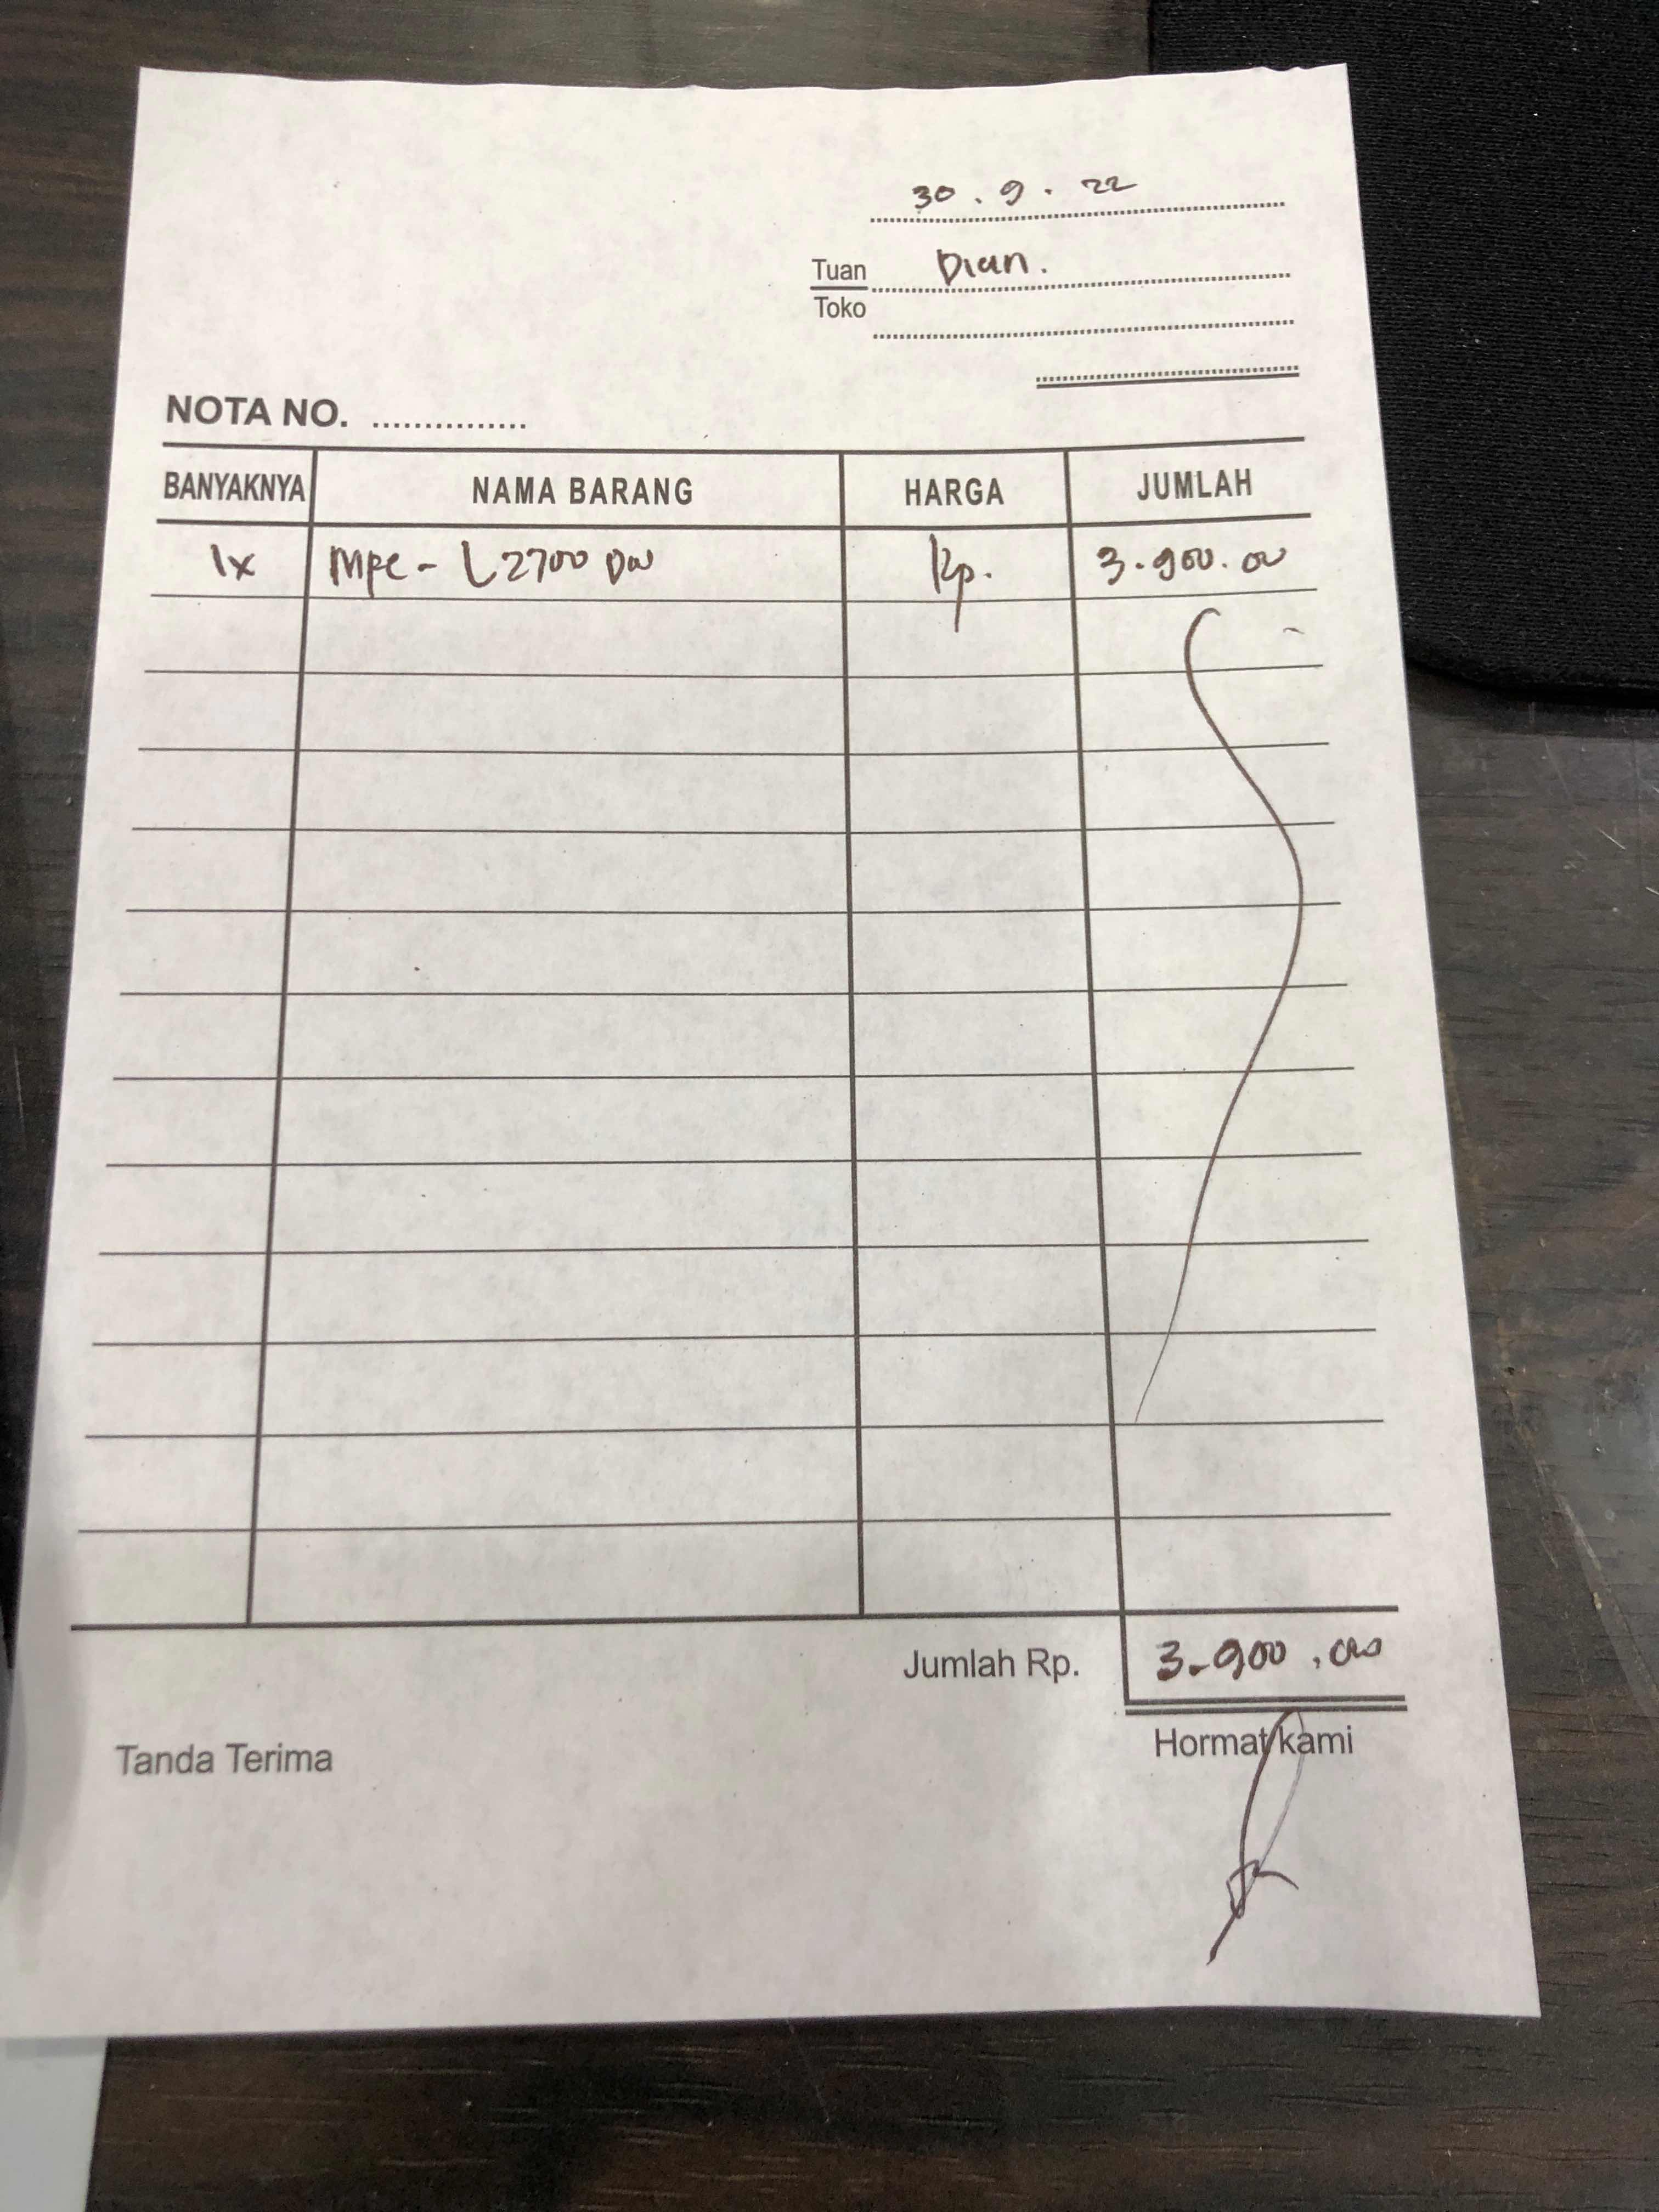 30 . 9 . 22
Tuan Dian.
Toko
NOTA NO. ...............
BANYAKNYA NAMA BARANG HARGA JUMLAH
1x MFC - L2700 DW Rp. 3.900.00
Jumlah Rp. 3.900.000
Tanda Terima Hormat kami